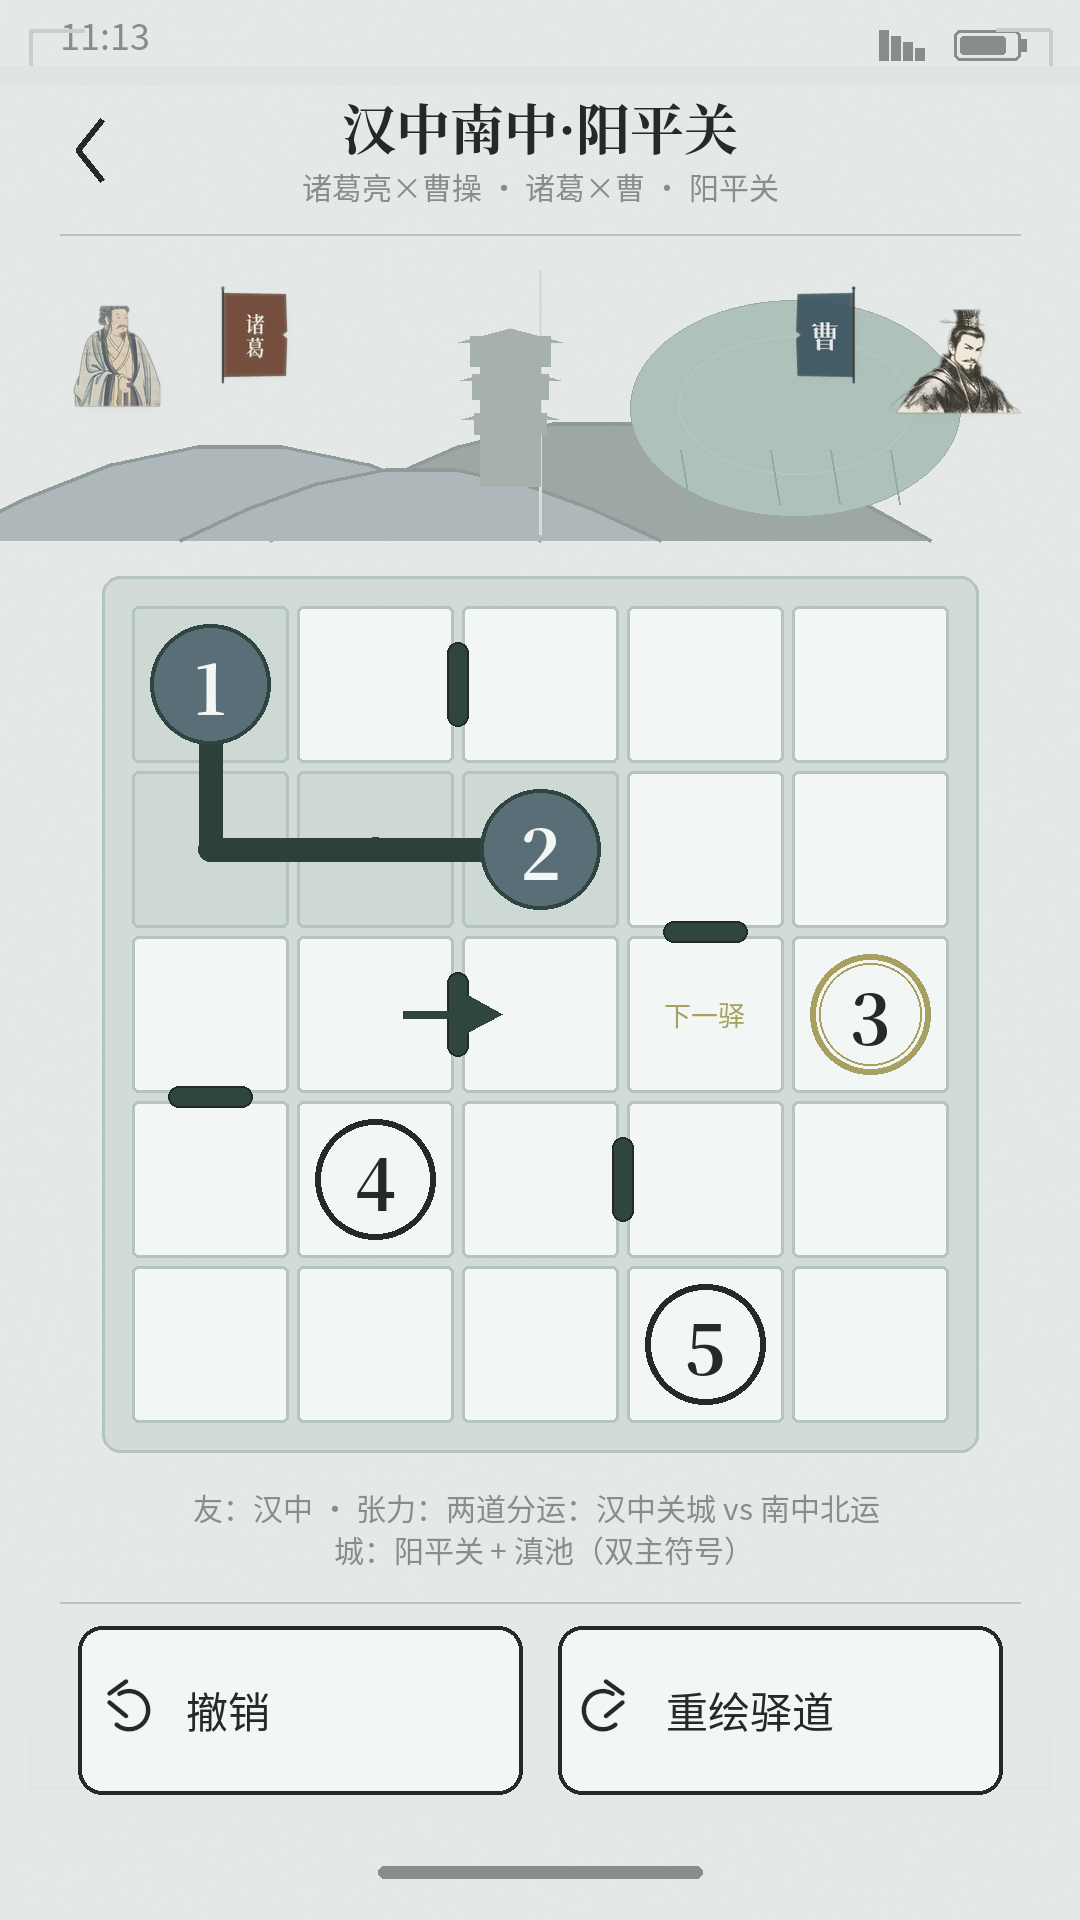 11:13
汉中南中·阳平关
诸葛亮×曹操 · 诸葛×曹 · 阳平关
诸葛
曹
1
2
下一驿
3
4
5
友：汉中 · 张力：两道分运：汉中关城 vs 南中北运
城：阳平关 + 滇池（双主符号）
撤销
重绘驿道